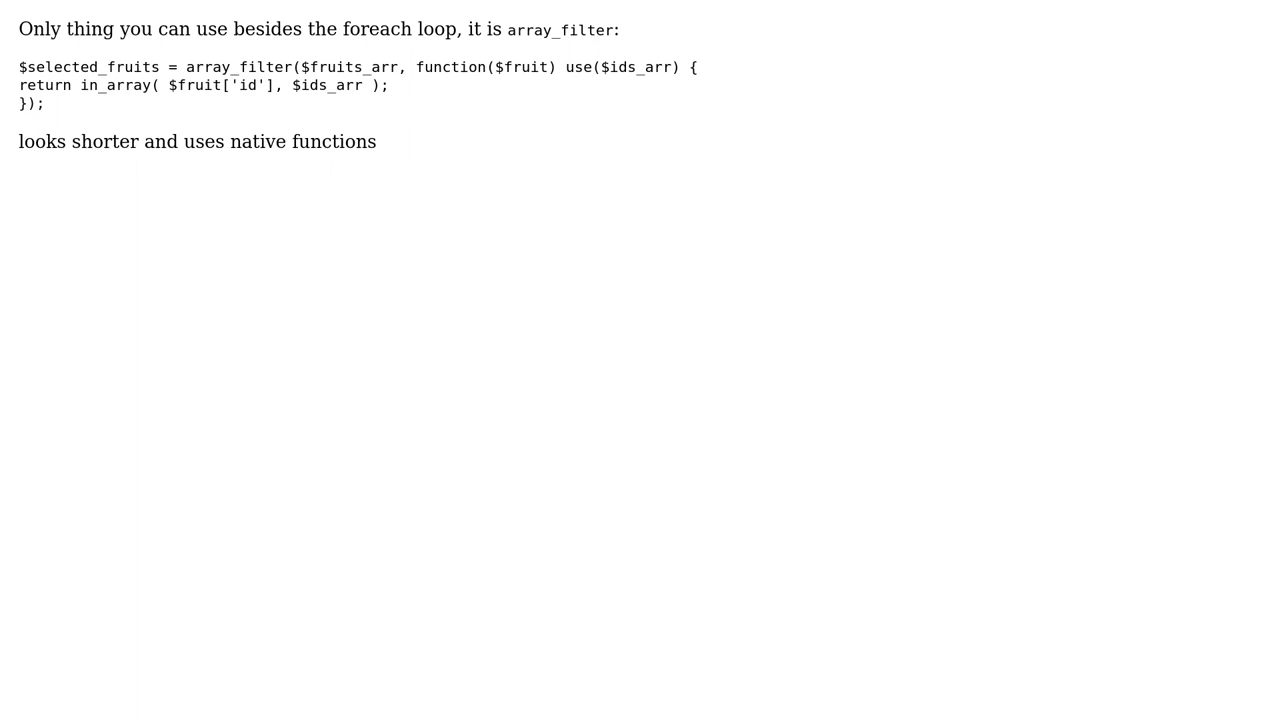 Only thing you can use besides the foreach loop, it is array_filter:
$selected_fruits = array_filter($fruits_arr, function($fruit) use($ids_arr) {
return in_array( $fruit['id'], $ids_arr );
});
looks shorter and uses native functions